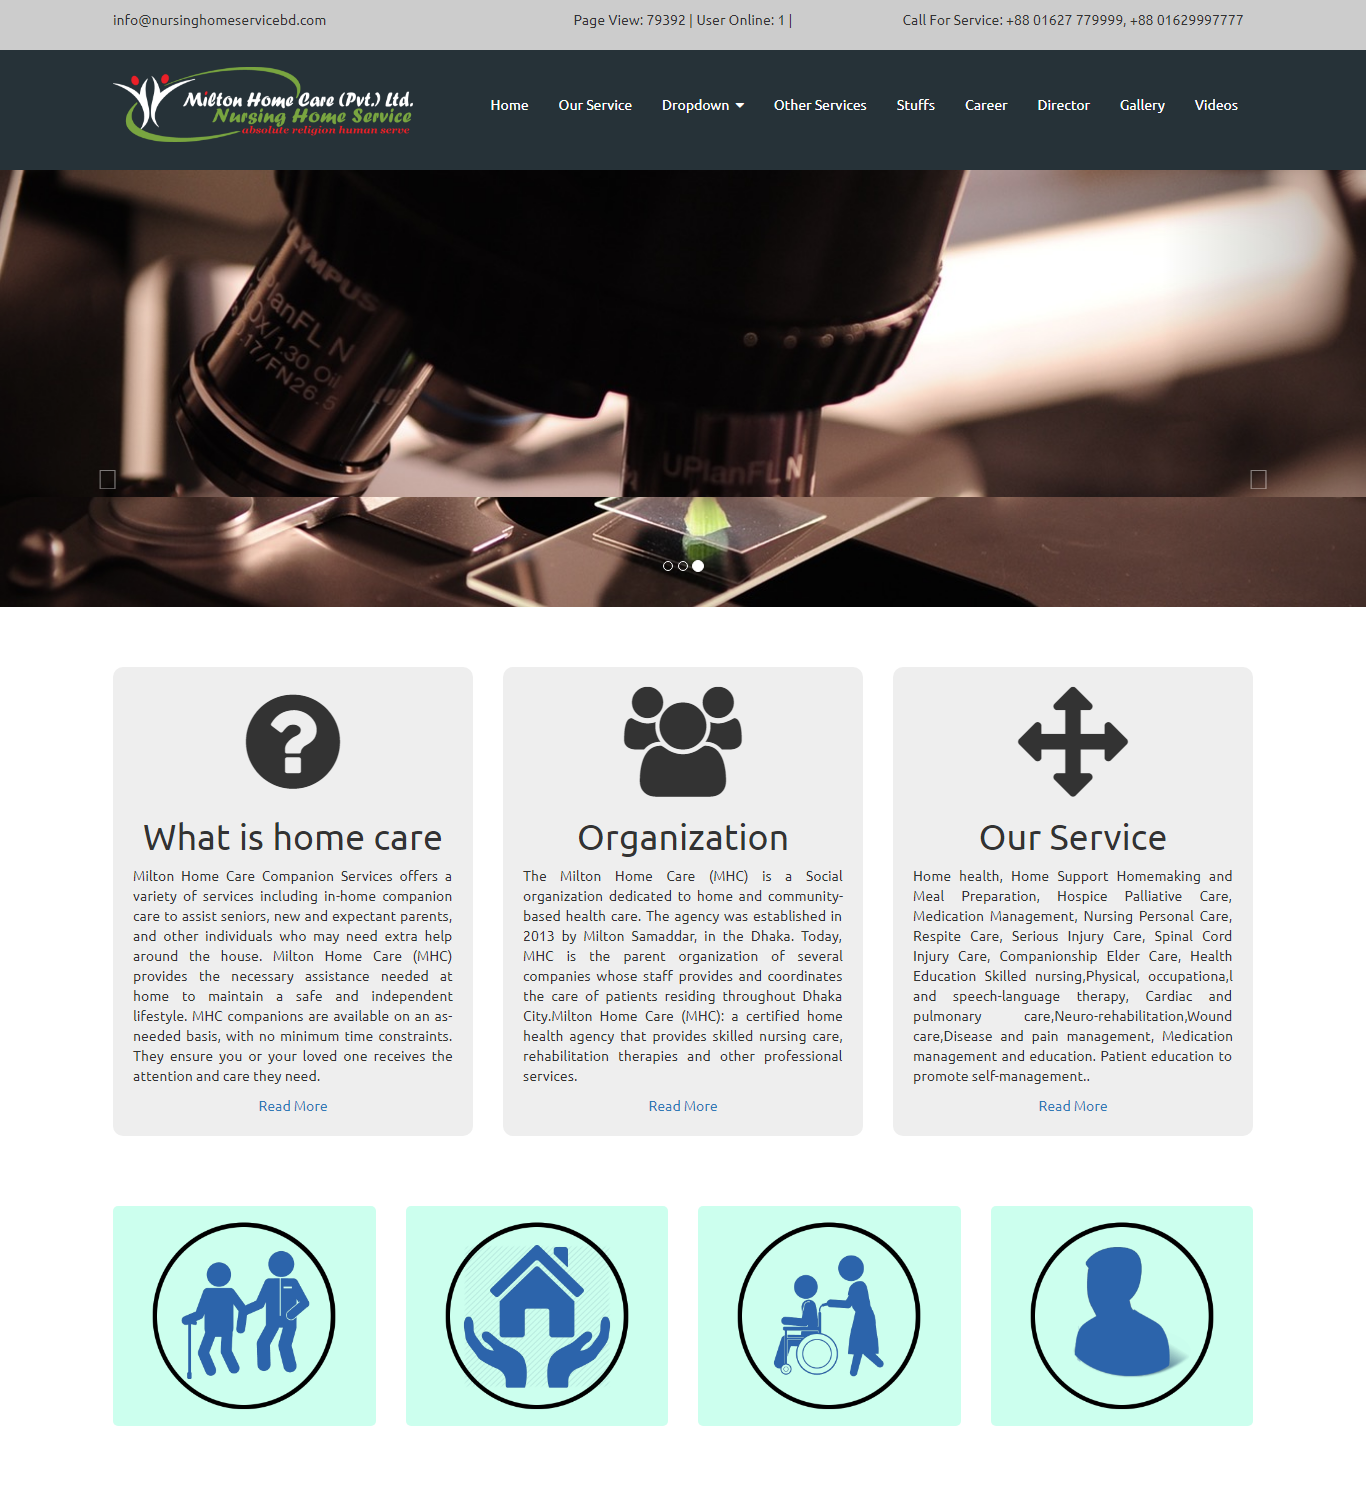 info@nursinghomeservicebd.com
Page View: 79392 | User Online: 1 |
Call For Service: +88 01627 779999, +88 01629997777
Milton Home Care (Pvt.) Ltd.
Nursing Home Service
absolute religion human serve
Home
Our Service
Dropdown
Other Services
Stuffs
Career
Director
Gallery
Videos
OLYMPUS
UPlanFL N
0x/1.30 Oil
0.17/FN26.5
UPlanFL N
What is home care
Milton Home Care Companion Services offers a
variety of services including in-home companion
care to assist seniors, new and expectant parents,
and other individuals who may need extra help
around the house. Milton Home Care (MHC)
provides the necessary assistance needed at
home to maintain a safe and independent
lifestyle. MHC companions are available on an as-
needed basis, with no minimum time constraints.
They ensure you or your loved one receives the
attention and care they need.
Read More
Organization
The Milton Home Care (MHC) is a Social
organization dedicated to home and community-
based health care. The agency was established in
2013 by Milton Samaddar, in the Dhaka. Today,
MHC is the parent organization of several
companies whose staff provides and coordinates
the care of patients residing throughout Dhaka
City.Milton Home Care (MHC): a certified home
health agency that provides skilled nursing care,
rehabilitation therapies and other professional
services.
Read More
Our Service
Home health, Home Support Homemaking and
Meal Preparation, Hospice Palliative Care,
Medication Management, Nursing Personal Care,
Respite Care, Serious Injury Care, Spinal Cord
Injury Care, Companionship Elder Care, Health
Education Skilled nursing,Physical, occupationa,l
and speech-language therapy, Cardiac and
pulmonary care,Neuro-rehabilitation,Wound
care,Disease and pain management, Medication
management and education. Patient education to
promote self-management..
Read More